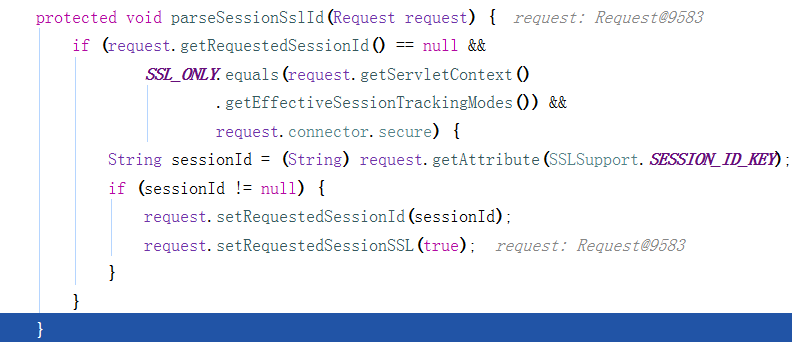 protected void parseSessionSslId(Request request) {  request: Request@9583
    if (request.getRequestedSessionId() == null &&
            SSL_ONLY.equals(request.getServletContext()
                    .getEffectiveSessionTrackingModes()) &&
                    request.connector.secure) {
        String sessionId = (String) request.getAttribute(SSLSupport.SESSION_ID_KEY);
        if (sessionId != null) {
            request.setRequestedSessionId(sessionId);
            request.setRequestedSessionSSL(true);  request: Request@9583
        }
    }
}